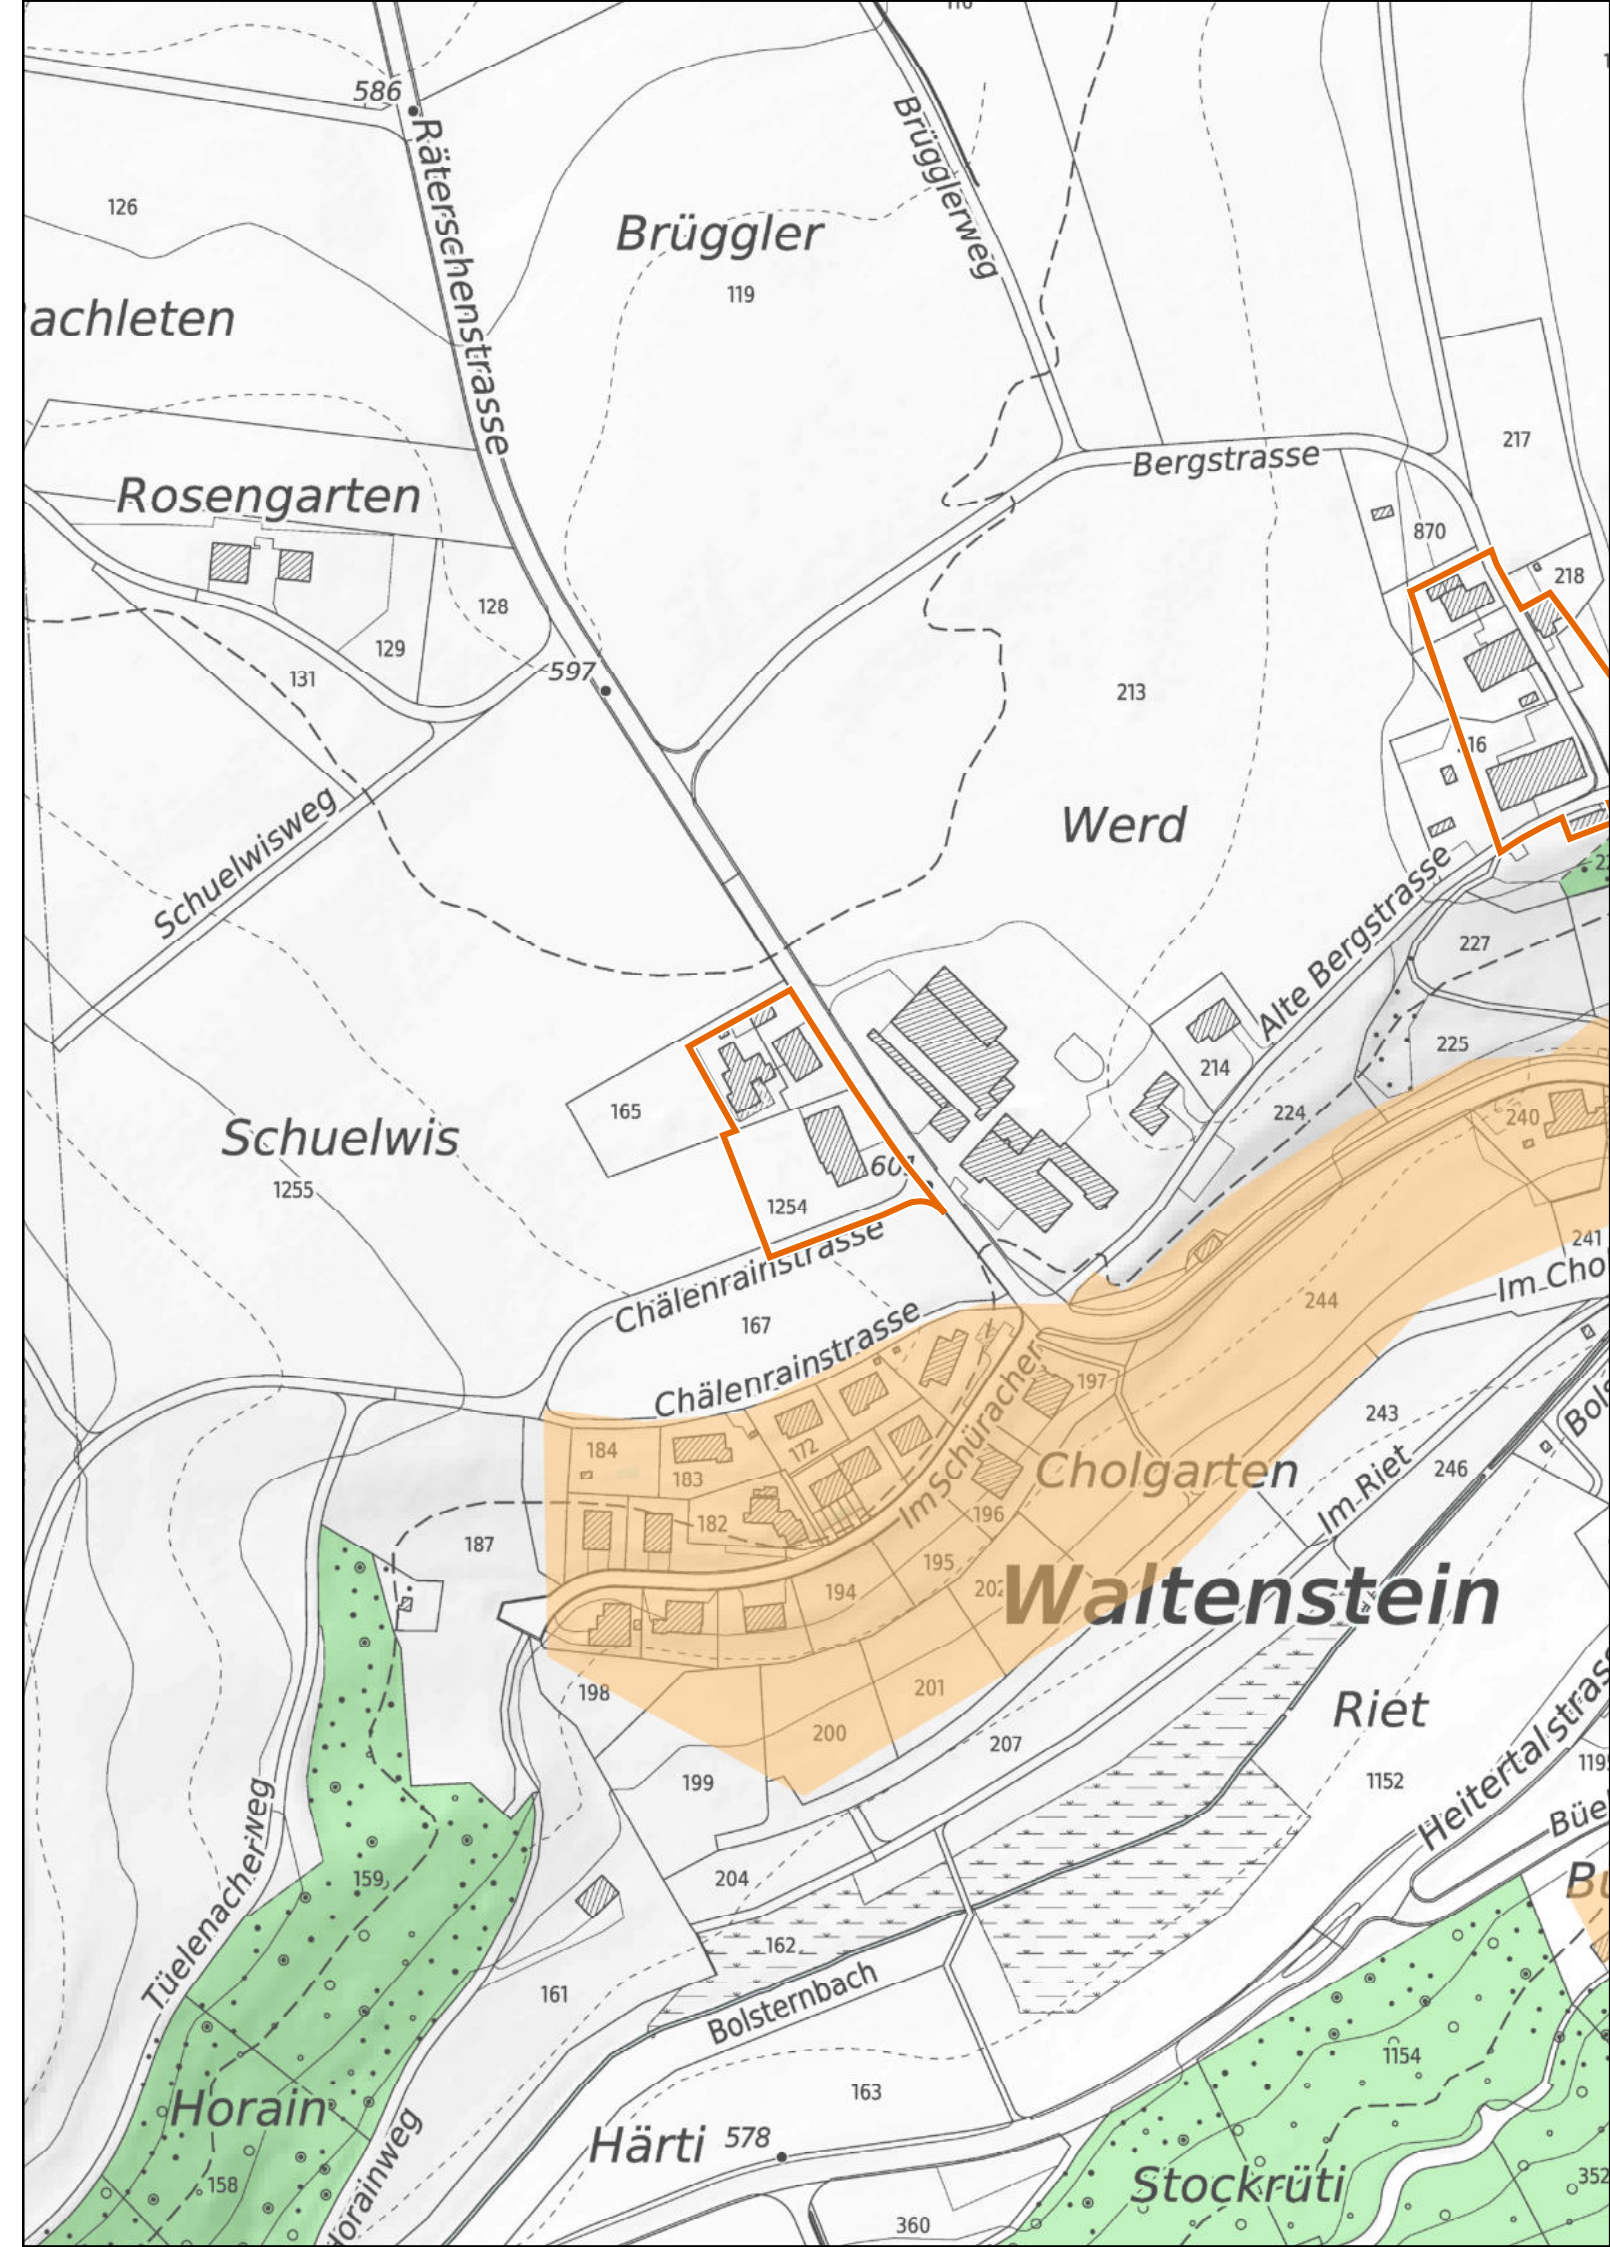 586
Räterschenstrasse
Brügglerweg
126
Brüggler
119
achleten
Bergstrasse
217
Rosengarten
870
218
128
129
131
597
213
Schuelwisweg
Werd
Alte Bergstrasse
227
225
214
224
165
Schuelwis
1255
601
1254
240
241
Chälenrainstrasse
167
Im Cho
244
Chälenrainstrasse
Im Schüracher
197
243
184
183
172
Cholgarten
246
Im Riet
182
196
187
195
194
202
Waltenstein
198
201
200
207
Riet
199
1152
Heitertalstras
204
159
Tüelenacherweg
162
161
Bolsternbach
1154
163
Horain
Härti
578
158
Horainweg
Stockrüti
352
360